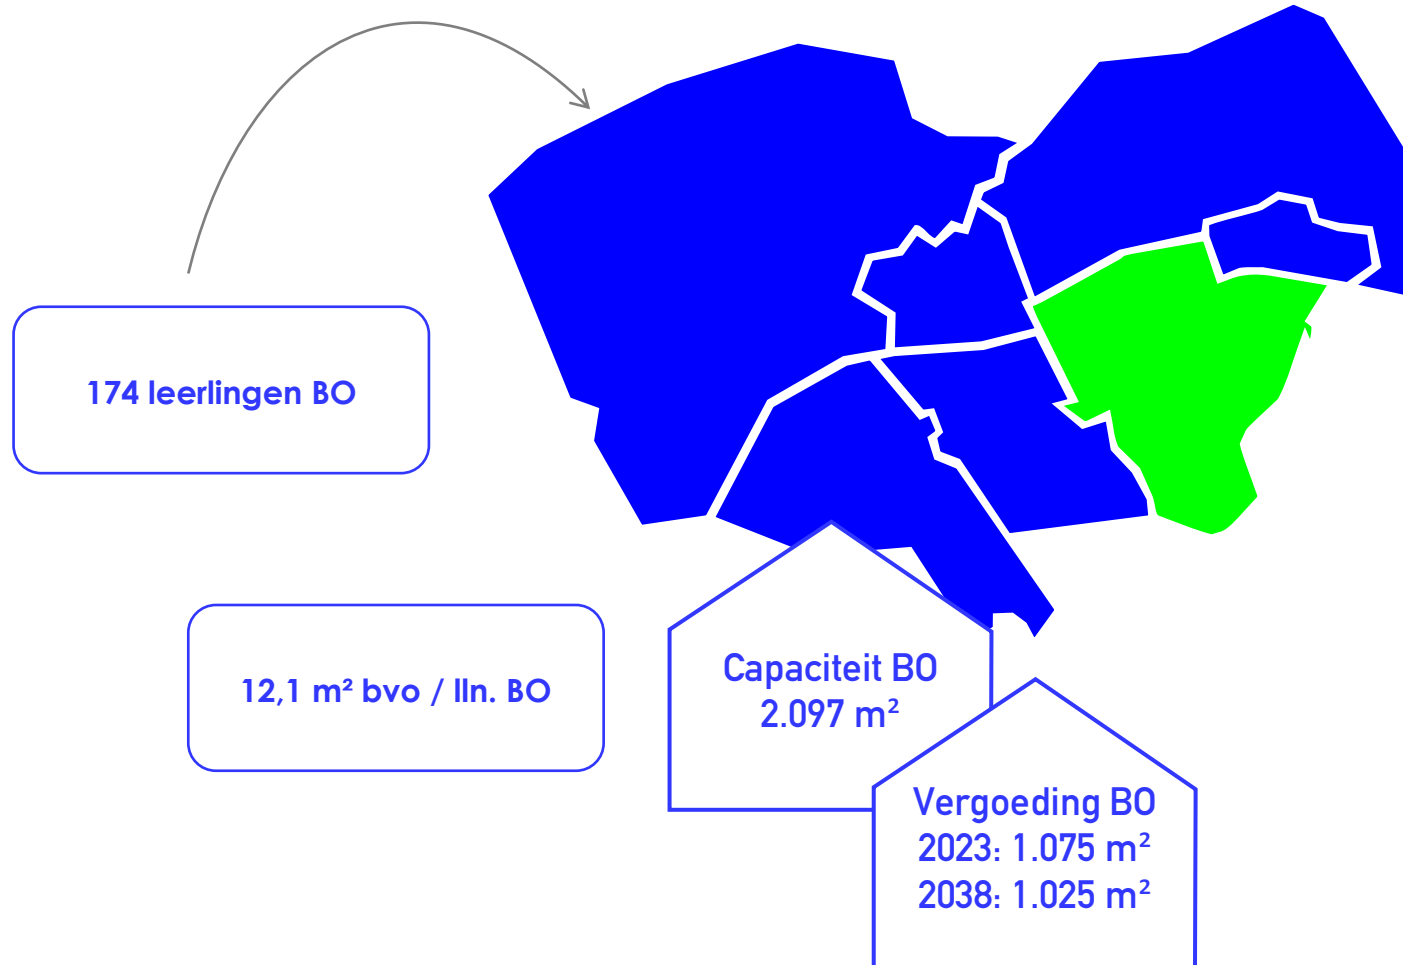 174 leerlingen BO
12,1 m² bvo / lln. BO
Capaciteit BO
2.097 m²
Vergoeding BO
2023: 1.075 m²
2038: 1.025 m²